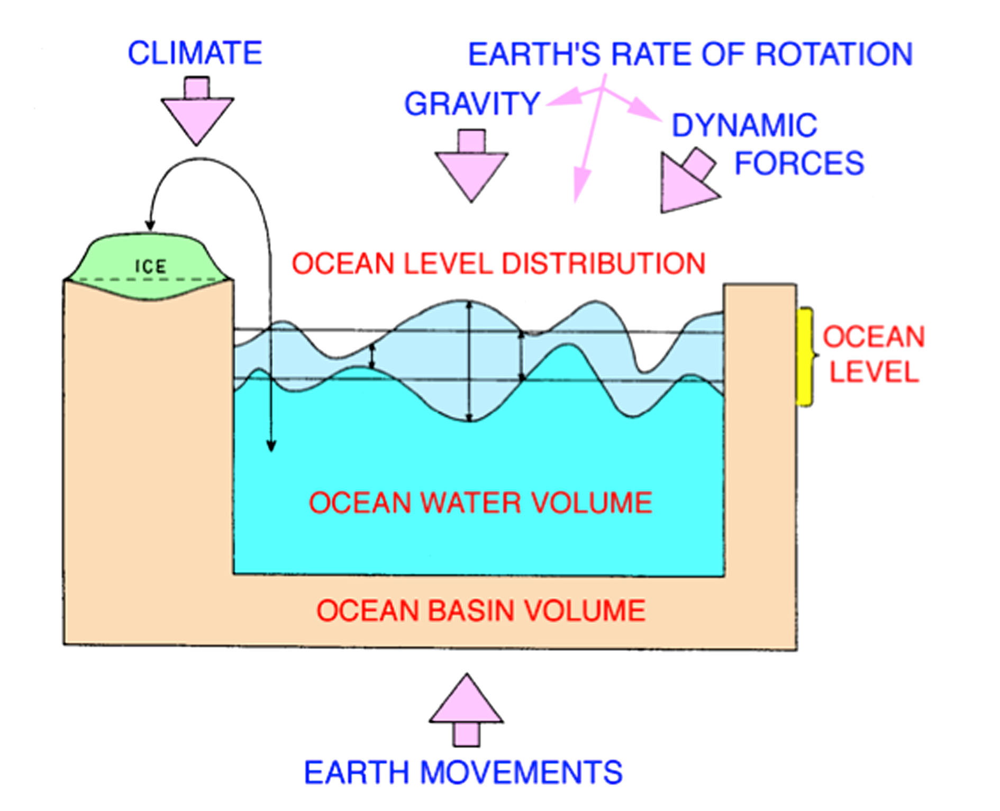 CLIMATE
EARTH'S RATE OF ROTATION
GRAVITY
DYNAMIC
FORCES
ICE
OCEAN LEVEL DISTRIBUTION
OCEAN
LEVEL
OCEAN WATER VOLUME
OCEAN BASIN VOLUME
EARTH MOVEMENTS